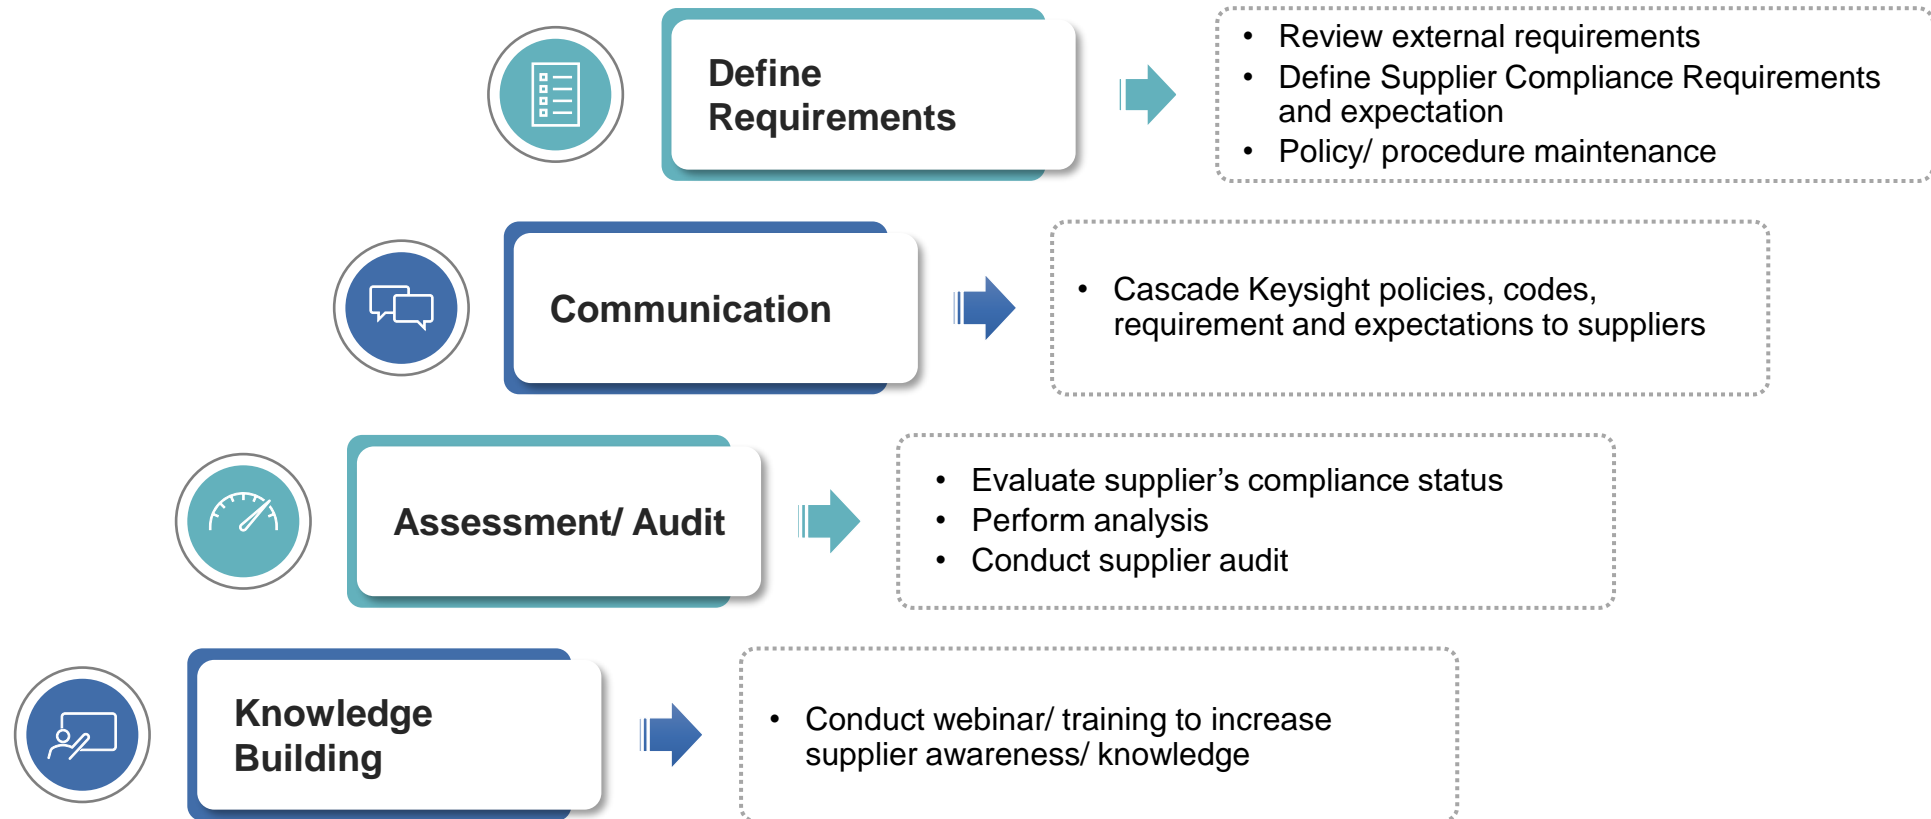 Define
Requirements
• Review external requirements
• Define Supplier Compliance Requirements
and expectation
• Policy/ procedure maintenance
Communication
• Cascade Keysight policies, codes,
requirement and expectations to suppliers
Assessment/ Audit
• Evaluate supplier’s compliance status
• Perform analysis
• Conduct supplier audit
Knowledge
Building
• Conduct webinar/ training to increase
supplier awareness/ knowledge